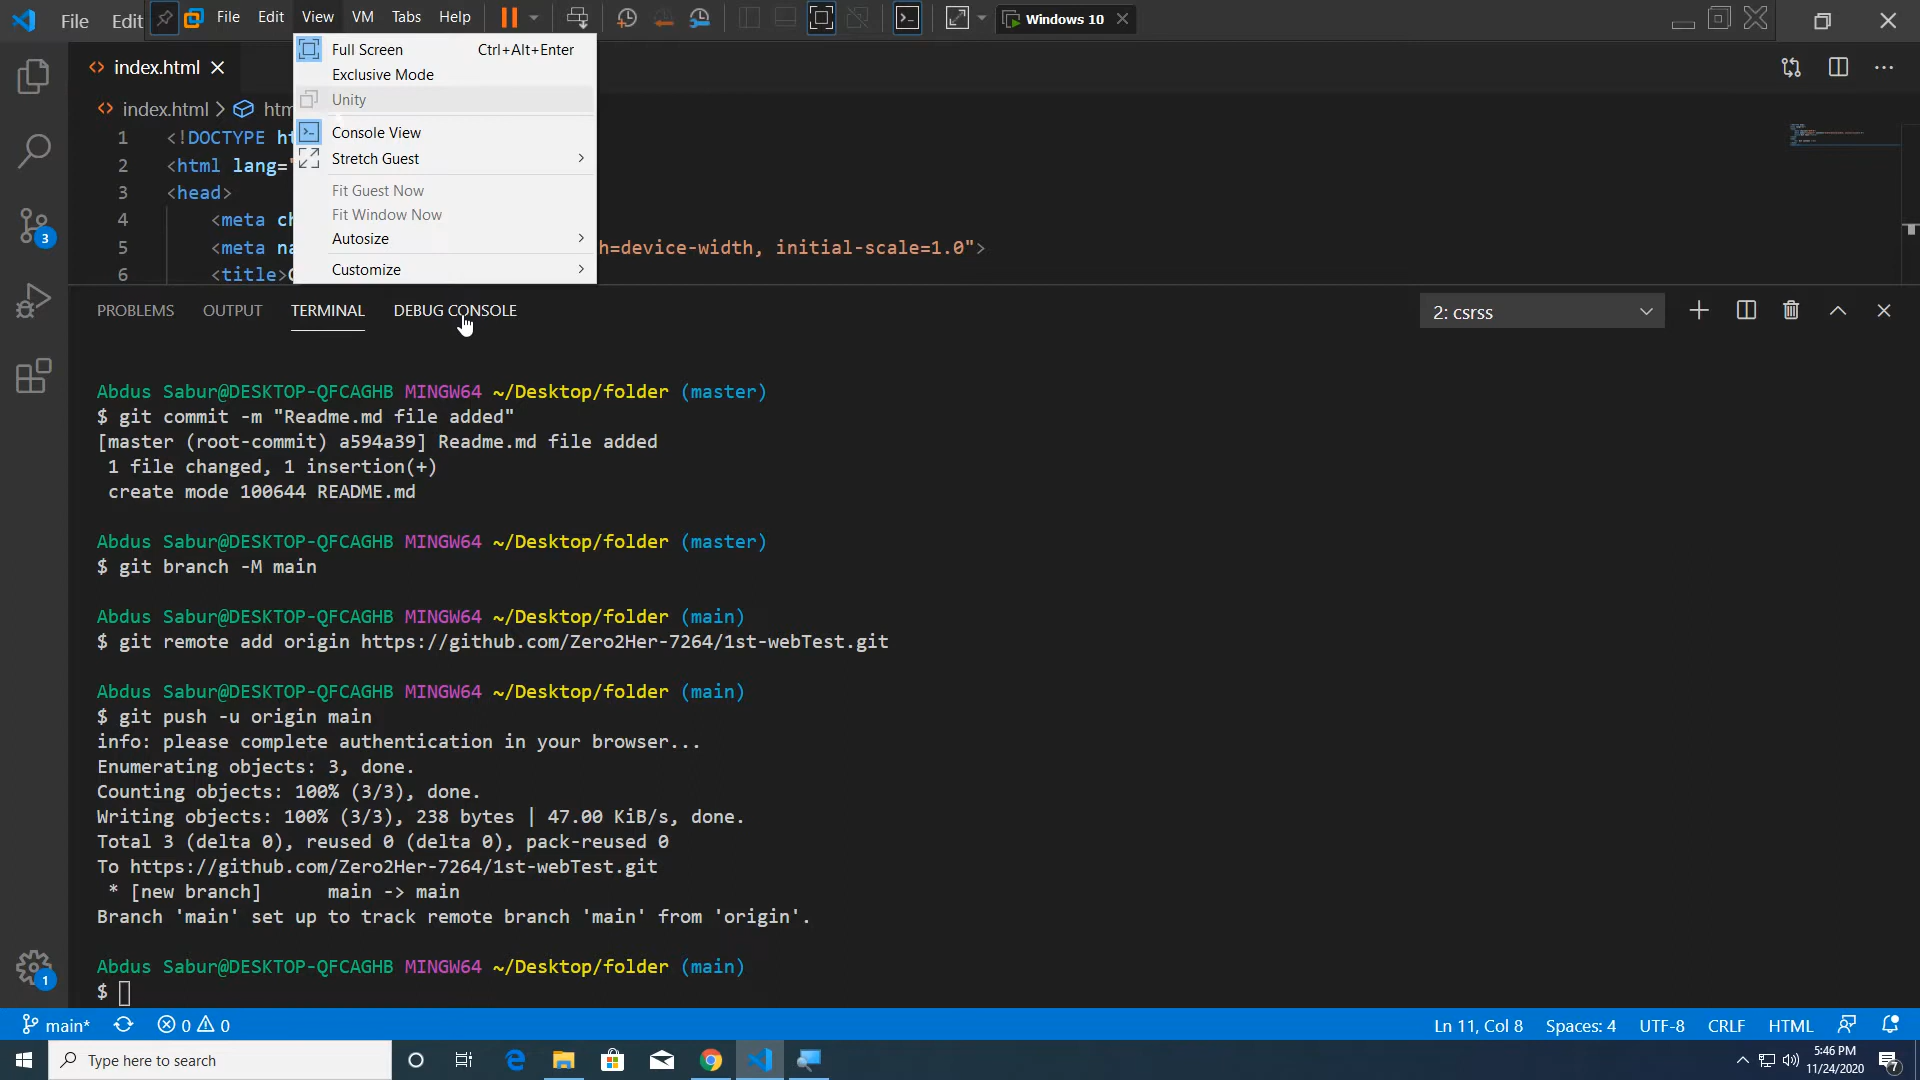 File Edit File Edit View VM Tabs Help Windows 10
index.html
index.html
Full Screen Ctrl+Alt+Enter
Exclusive Mode
Unity
Console View
Stretch Guest
Fit Guest Now
Fit Window Now
Autosize
Customize
1 <!DOCTYPE
2 <html lang=
3 <head>
4 <meta
5 <meta h=device-width, initial-scale=1.0">
6 <title>
PROBLEMS OUTPUT TERMINAL DEBUG CONSOLE 2: csrss
Abdus Sabur@DESKTOP-QFCAGHB MINGW64 ~/Desktop/folder (master)
$ git commit -m "Readme.md file added"
[master (root-commit) a594a39] Readme.md file added
1 file changed, 1 insertion(+)
create mode 100644 README.md
Abdus Sabur@DESKTOP-QFCAGHB MINGW64 ~/Desktop/folder (master)
$ git branch -M main
Abdus Sabur@DESKTOP-QFCAGHB MINGW64 ~/Desktop/folder (main)
$ git remote add origin https://github.com/Zero2Her-7264/1st-webTest.git
Abdus Sabur@DESKTOP-QFCAGHB MINGW64 ~/Desktop/folder (main)
$ git push -u origin main
info: please complete authentication in your browser...
Enumerating objects: 3, done.
Counting objects: 100% (3/3), done.
Writing objects: 100% (3/3), 238 bytes | 47.00 KiB/s, done.
Total 3 (delta 0), reused 0 (delta 0), pack-reused 0
To https://github.com/Zero2Her-7264/1st-webTest.git
* [new branch] main -> main
Branch 'main' set up to track remote branch 'main' from 'origin'.
Abdus Sabur@DESKTOP-QFCAGHB MINGW64 ~/Desktop/folder (main)
$
3
1
main* 0 0 Ln 11, Col 8 Spaces: 4 UTF-8 CRLF HTML
Type here to search
5:46 PM
11/24/2020
7